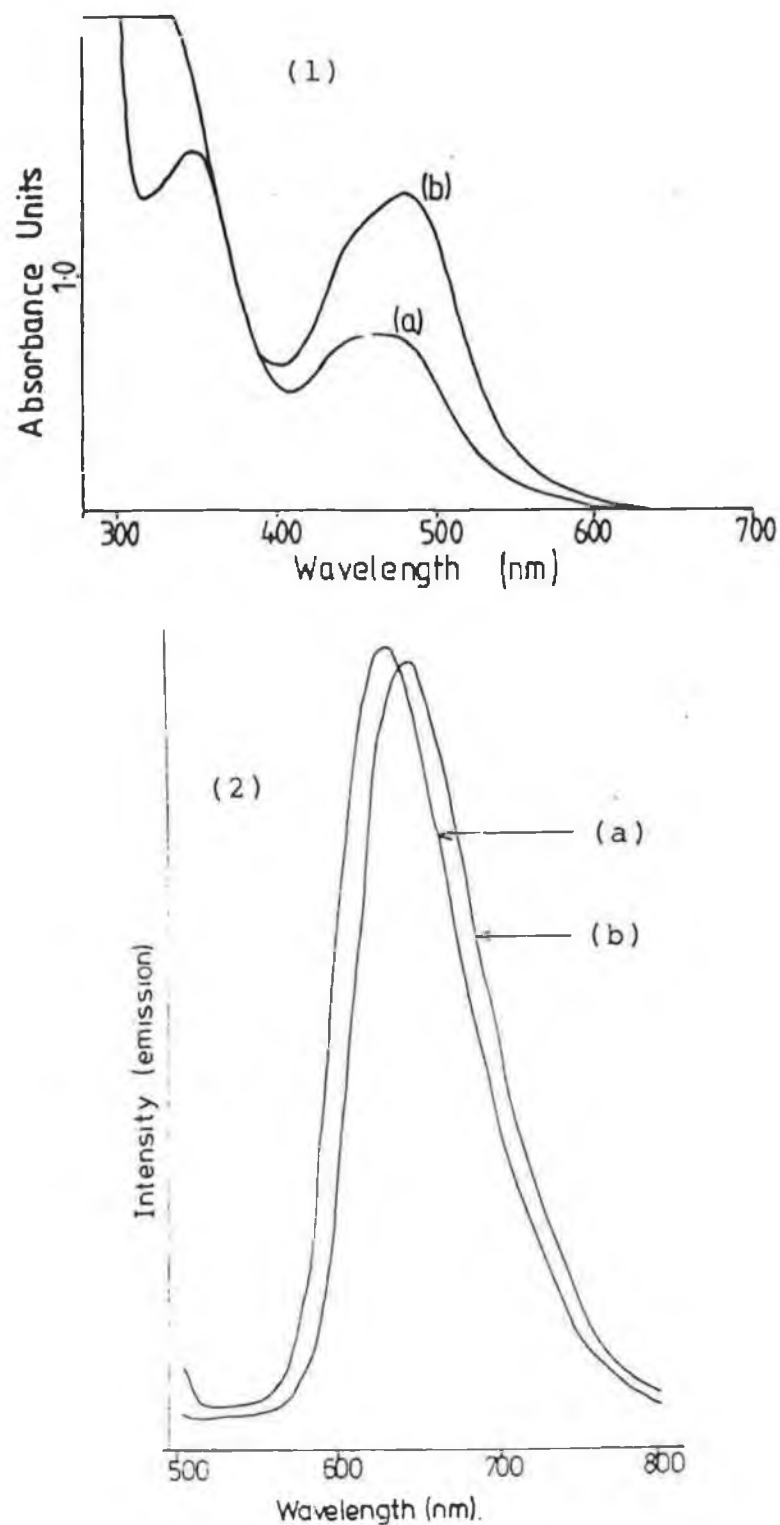 (1)
Absorbance Units
1.0
(b)
(a)
300 400 500 600 700
Wavelength (nm)
(2)
(a)
(b)
Intensity (emission)
500 600 700 800
Wavelength (nm).